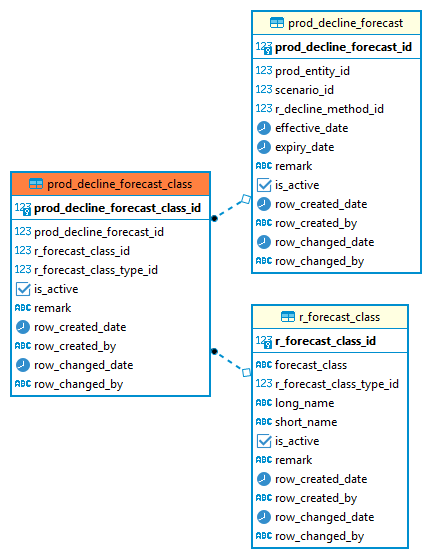 prod_decline_forecast
123 prod_decline_forecast_id
123 prod_entity_id
123 scenario_id
123 r_decline_method_id
effective_date
expiry_date
ABC remark
is_active
row_created_date
ABC row_created_by
row_changed_date
ABC row_changed_by
prod_decline_forecast_class
123 prod_decline_forecast_class_id
123 prod_decline_forecast_id
123 r_forecast_class_id
123 r_forecast_class_type_id
is_active
ABC remark
row_created_date
ABC row_created_by
row_changed_date
ABC row_changed_by
r_forecast_class
123 r_forecast_class_id
ABC forecast_class
123 r_forecast_class_type_id
ABC long_name
ABC short_name
is_active
ABC remark
row_created_date
ABC row_created_by
row_changed_date
ABC row_changed_by